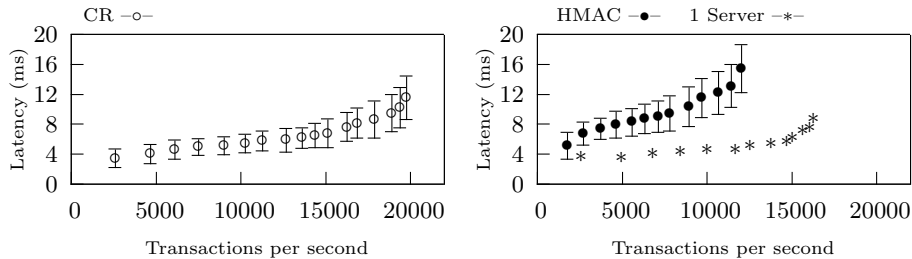 CR
20
16
12
8
4
0
Latency (ms)
0 5000 10000 15000 20000
Transactions per second
HMAC 1 Server
20
16
12
8
4
0
Latency (ms)
0 5000 10000 15000 20000
Transactions per second